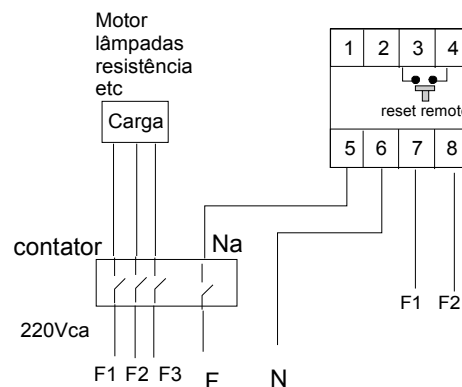 Motor
lâmpadas
resistência
etc
Carga
1 2 3 4
reset remoto
5 6 7 8
contator
Na
220Vca
F1 F2 F3
F
N
F1 F2